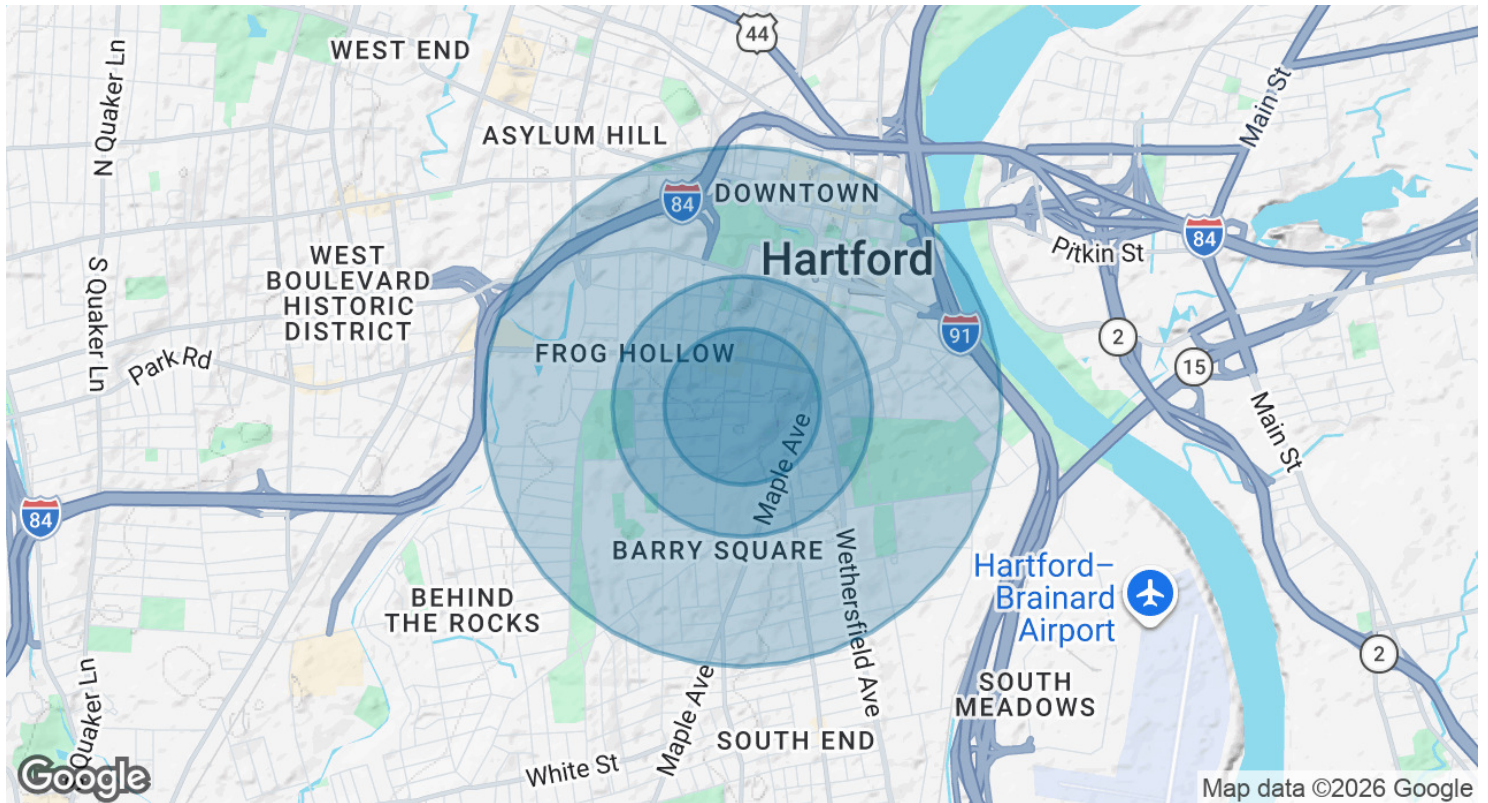 44
WEST END
N Quaker Ln
Main St
ASYLUM HILL
84
DOWNTOWN
Hartford
Pitkin St
84
WEST
BOULEVARD
HISTORIC
DISTRICT
S Quaker Ln
Park Rd
FROG HOLLOW
91
2
15
Main St
Maple Ave
84
BARRY SQUARE
Wethersfield Ave
Hartford–
Brainard
Airport
BEHIND
THE ROCKS
2
SOUTH
MEADOWS
S Quaker Ln
Maple Ave
SOUTH END
White St
Google
Map data ©2026 Google